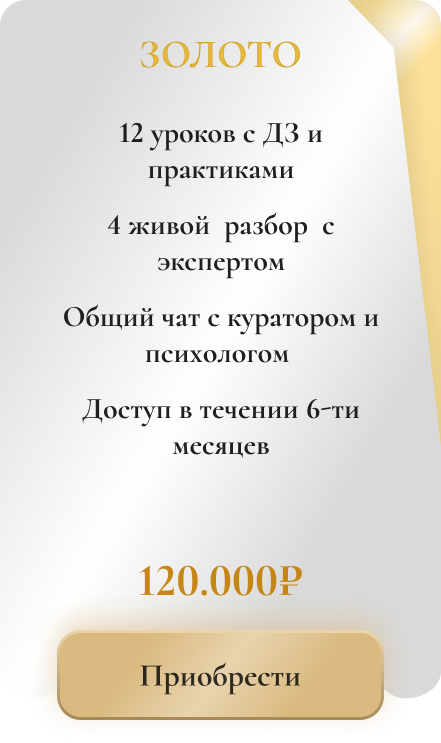 ЗОЛОТО
12 уроков с ДЗ и
практиками
4 живой разбор с
экспертом
Общий чат с куратором и
психологом
Доступ в течении 6-ти
месяцев
120.000₽
Приобрести